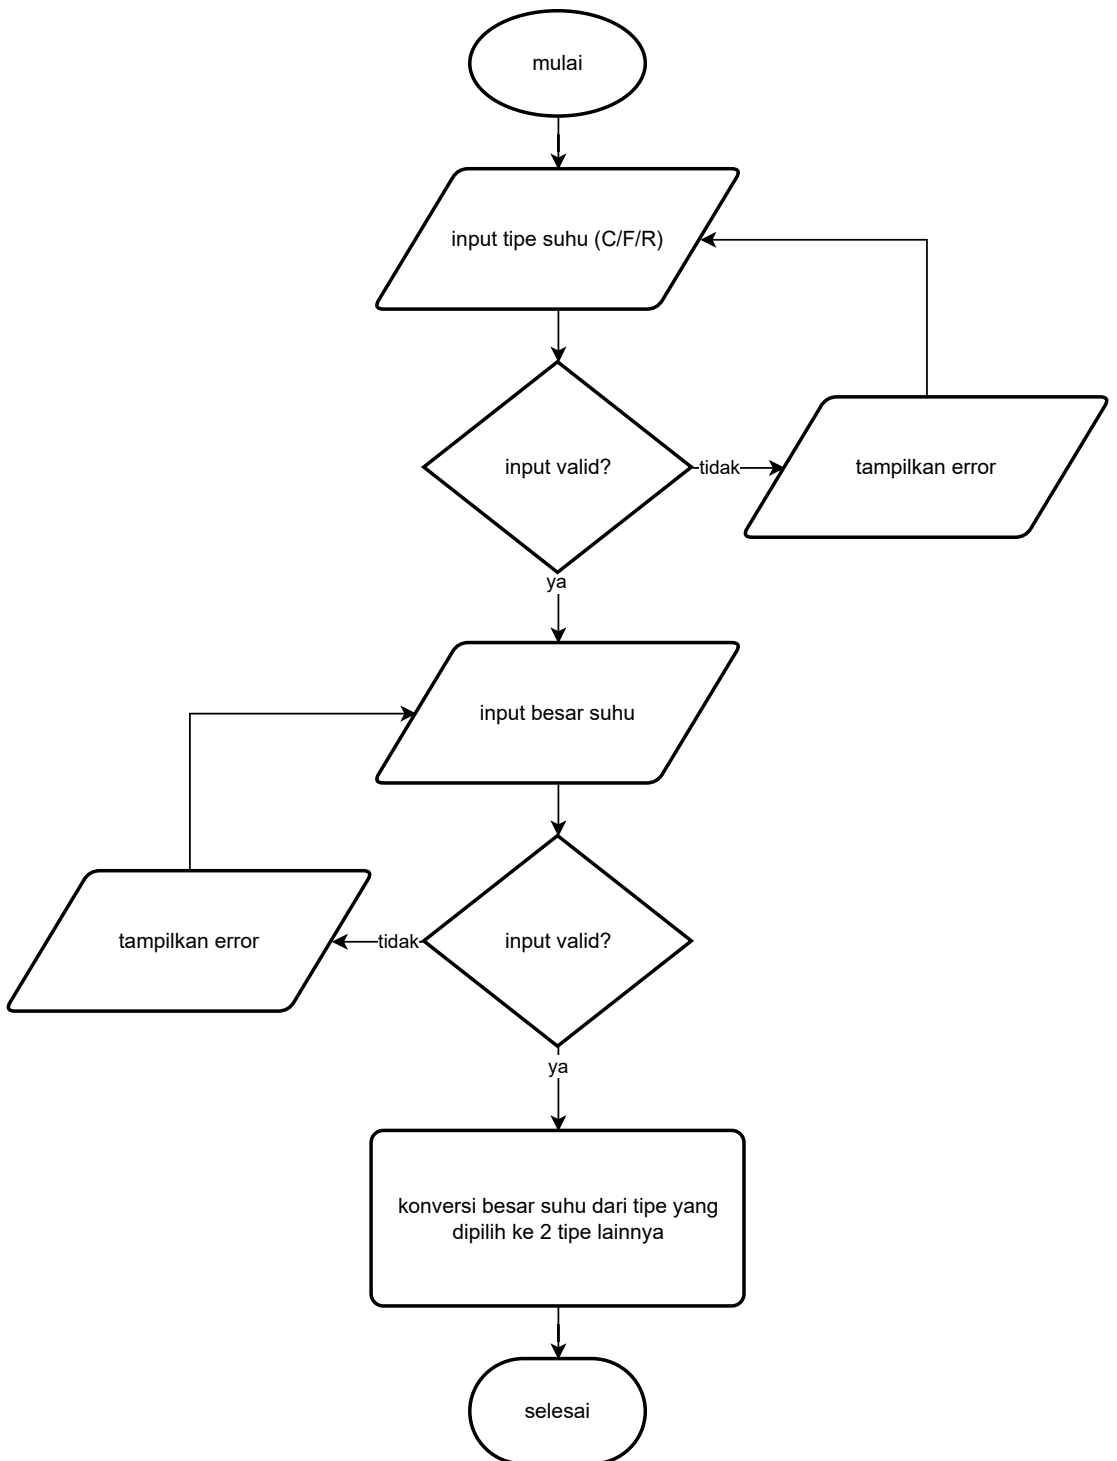 mulai
input tipe suhu (C/F/R)
input valid?
tidak
tampilkan error
ya
input besar suhu
tampilkan error
tidak
input valid?
ya
konversi besar suhu dari tipe yang
dipilih ke 2 tipe lainnya
selesai